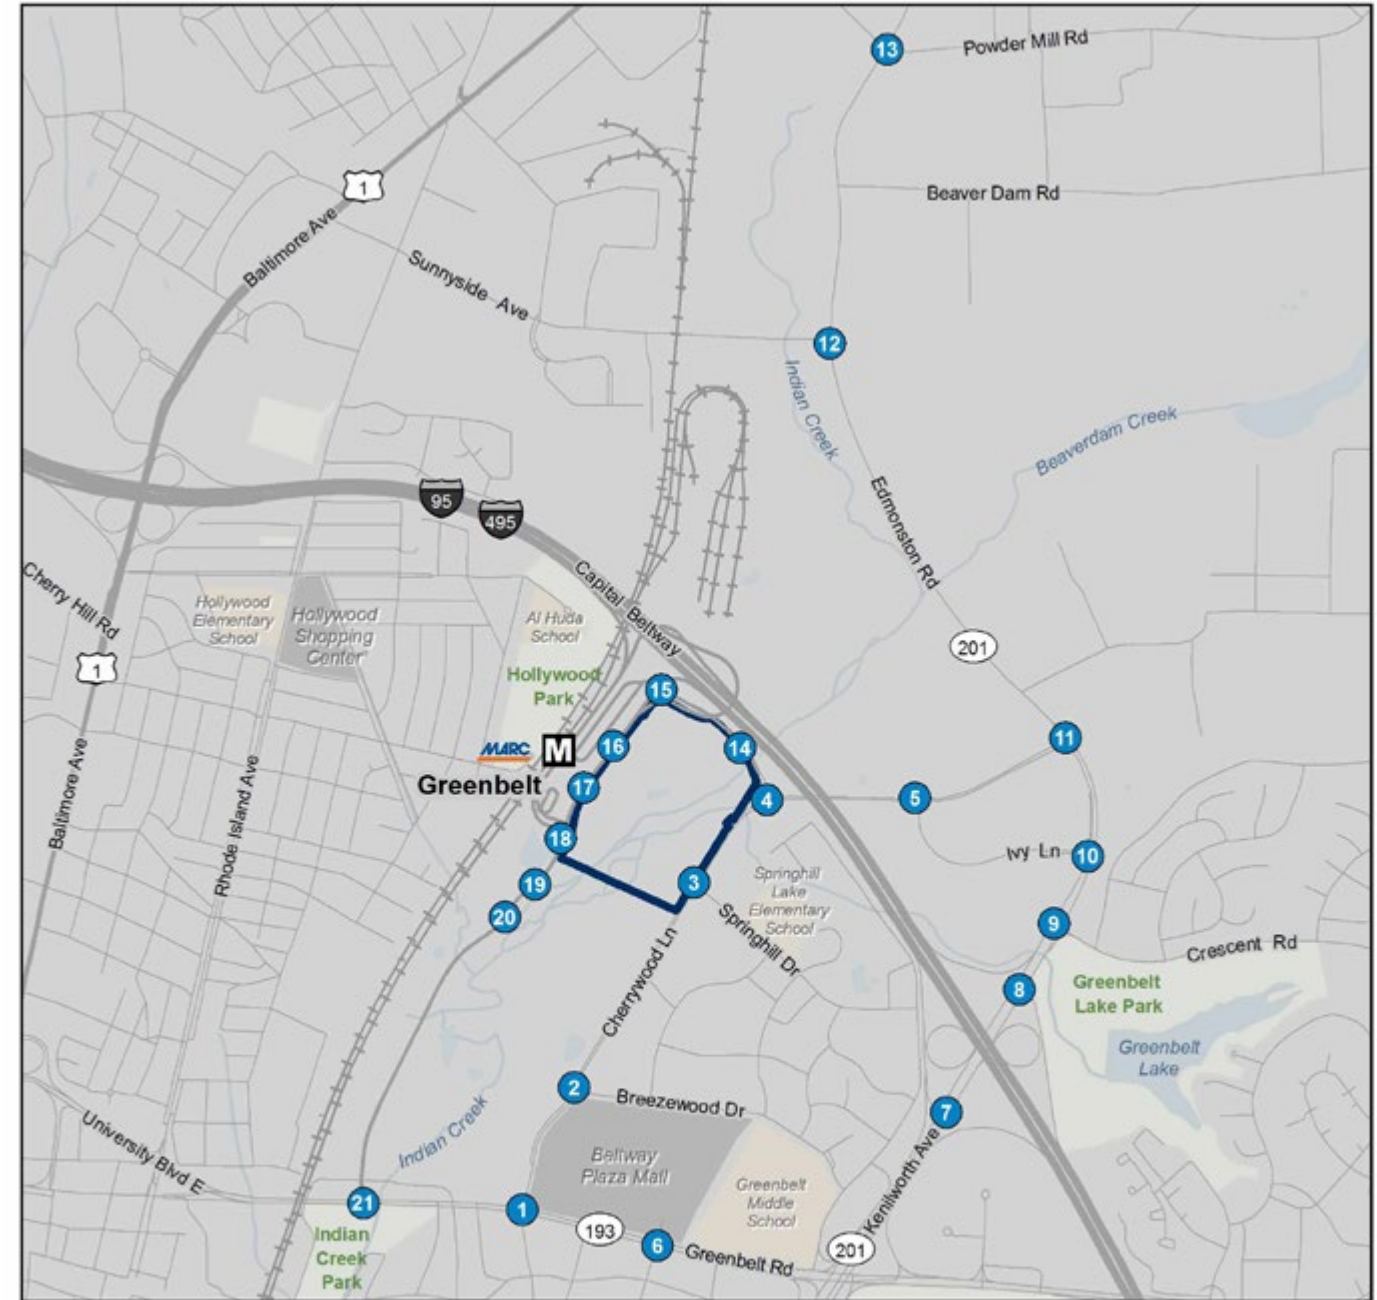 13
Powder Mill Rd
1
Beaver Dam Rd
Baltimore Ave
Sunnyside Ave
12
Indian Creek
Beaverdam Creek
95
495
Edmonston Rd
Cherry Hill Rd
Capital Beltway
Hollywood
Elementary
School
Hollywood
Shopping
Center
Al Huda
School
201
1
Hollywood
Park
15
11
MARC
M
16
14
Greenbelt
17
4
5
Baltimore Ave
Rhode Island Ave
18
Ivy Ln
10
19
3
Springhill
Lake
Elementary
School
20
9
Springhill Dr
Crescent Rd
Cherrywood Ln
8
Greenbelt
Lake Park
Greenbelt
Lake
2
Breezewood Dr
7
University Blvd E
Indian Creek
Beltway
Plaza Mall
Kenilworth Ave
Greenbelt
Middle
School
21
1
193
6
Greenbelt Rd
201
Indian
Creek
Park